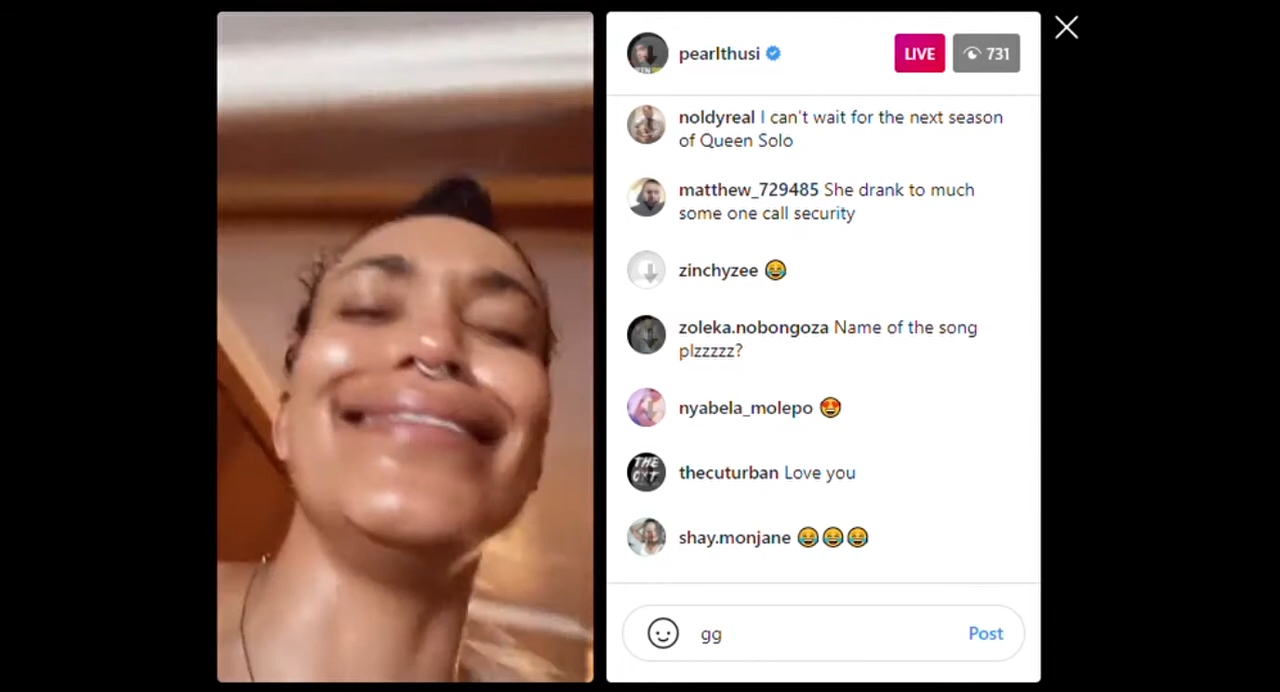 pearlthusi
LIVE
731
noldyreal I can't wait for the next season
of Queen Solo
matthew_729485 She drank to much
some one call security
zinchyzee 😂
zoleka.nobongoza Name of the song
plzzzzz?
nyabela_molepo 😍
THE
thecuturban Love you
shay.monjane 😂😂😂
gg
Post